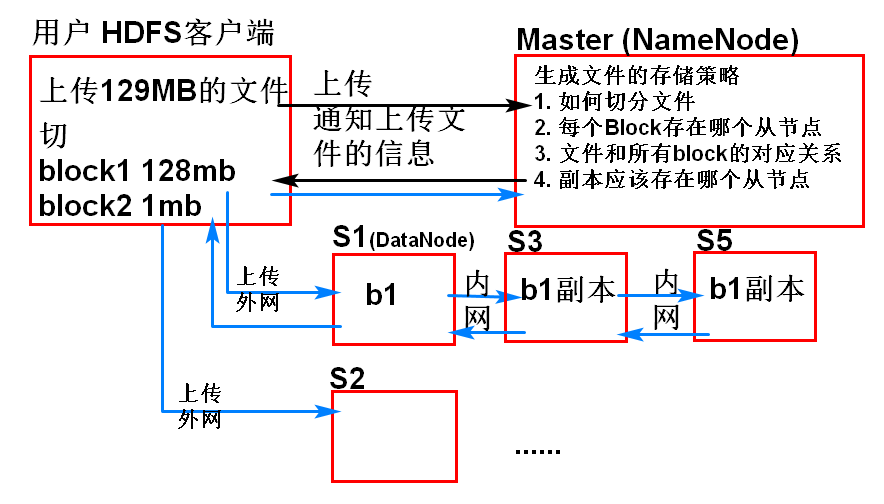 用户 HDFS客户端
上传129MB的文件
切
block1 128mb
block2 1mb
上传
通知上传文
件的信息
Master (NameNode)
生成文件的存储策略
1. 如何切分文件
2. 每个Block存在哪个从节点
3. 文件和所有block的对应关系
4. 副本应该存在哪个从节点
上传
外网
S1(DataNode)
b1
内
网
S3
b1副本
内
网
S5
b1副本
上传
外网
S2
......